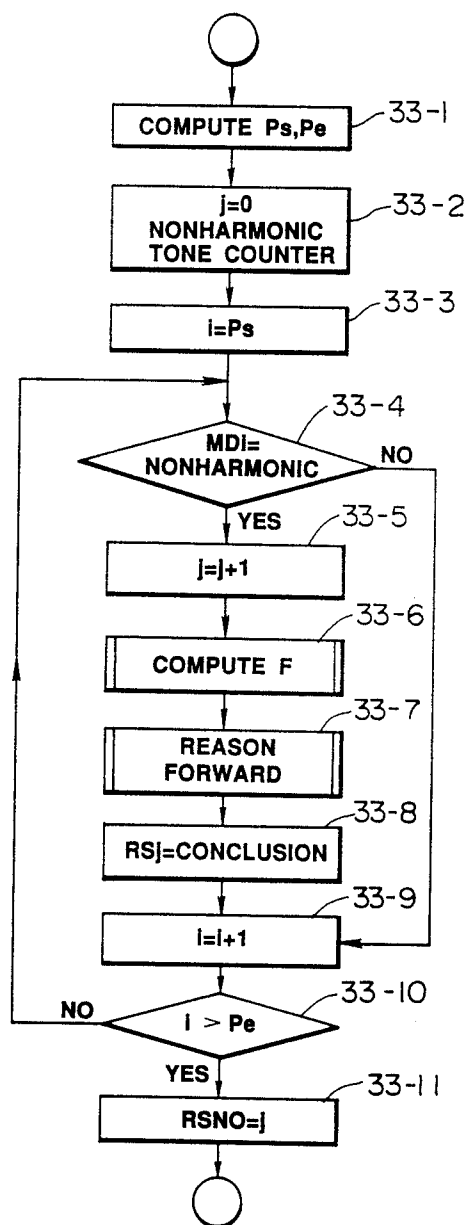 COMPUTE Ps,Pe
33-1
j=0
NONHARMONIC
TONE COUNTER
33-2
i=Ps
33-3
MDi=
NONHARMONIC
33-4
NO
YES
j=j+1
33-5
COMPUTE F
33-6
REASON
FORWARD
33-7
RSj=CONCLUSION
33-8
i=i+1
33-9
i > Pe
33-10
NO
YES
RSNO=j
33-11